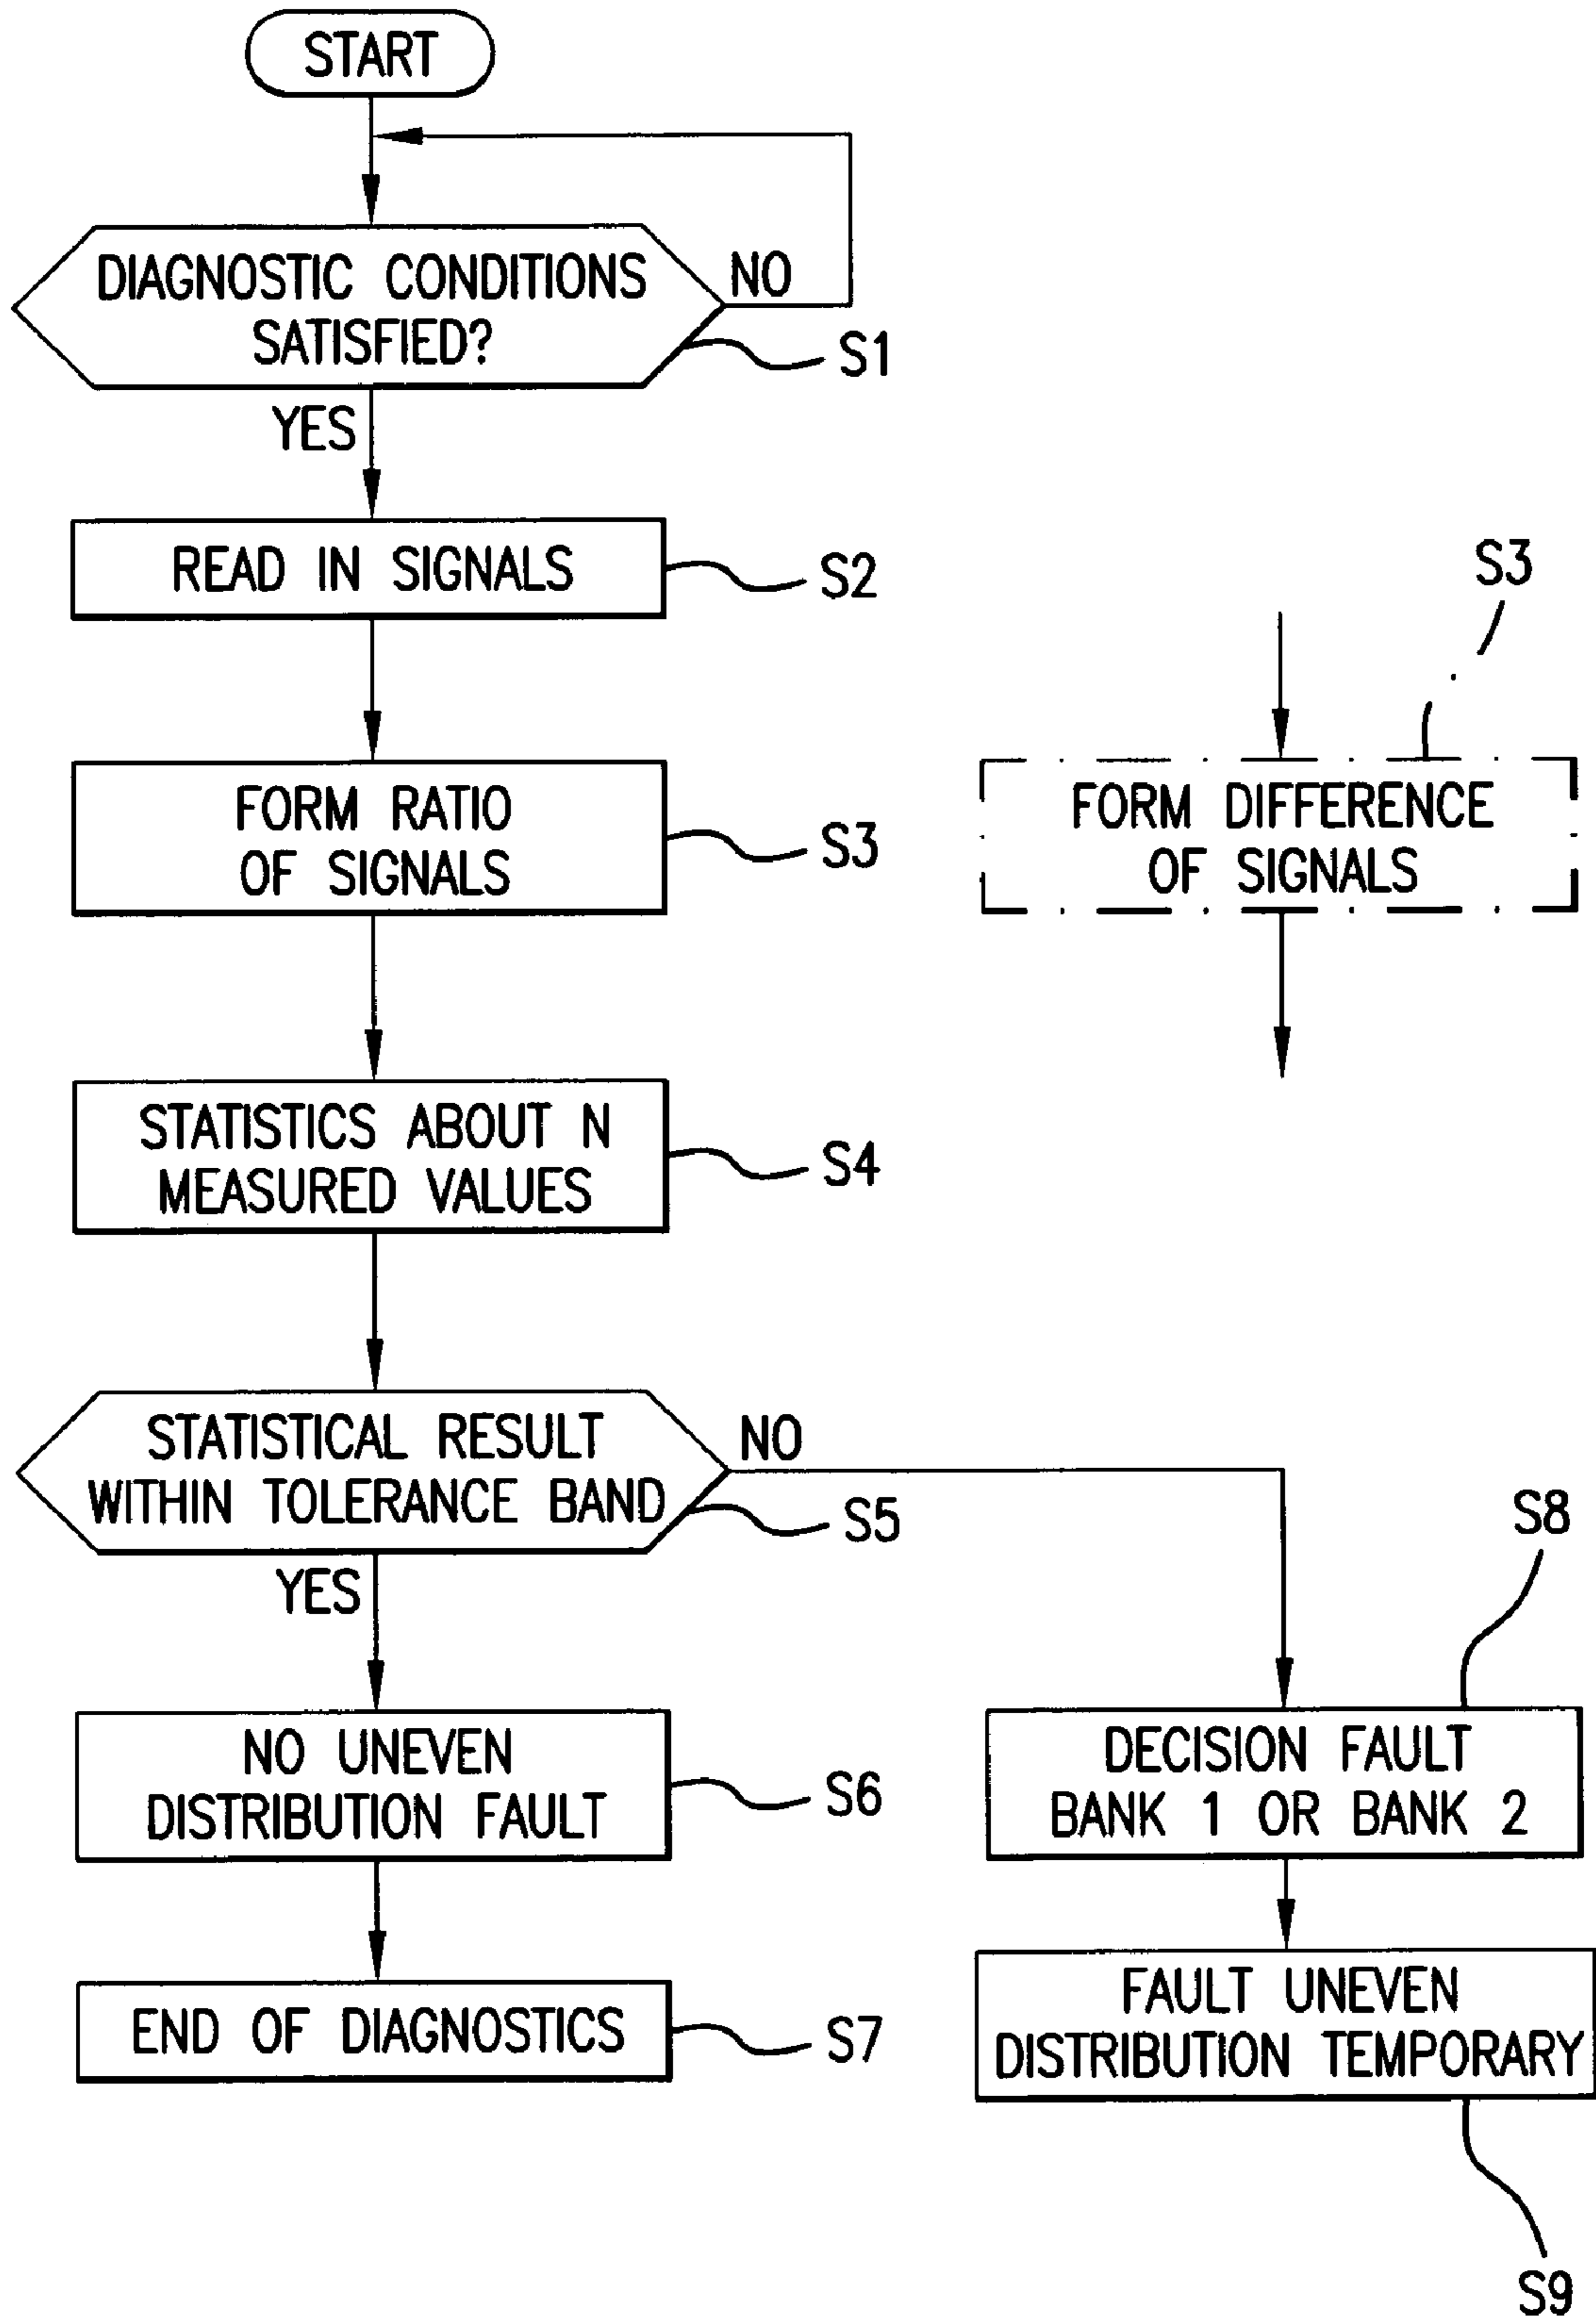 START
DIAGNOSTIC CONDITIONS
SATISFIED?
NO
S1
YES
READ IN SIGNALS
S2
FORM RATIO
OF SIGNALS
S3
S3
FORM DIFFERENCE
OF SIGNALS
STATISTICS ABOUT N
MEASURED VALUES
S4
STATISTICAL RESULT
WITHIN TOLERANCE BAND
NO
S5
YES
NO UNEVEN
DISTRIBUTION FAULT
S6
END OF DIAGNOSTICS
S7
S8
DECISION FAULT
BANK 1 OR BANK 2
FAULT UNEVEN
DISTRIBUTION TEMPORARY
S9